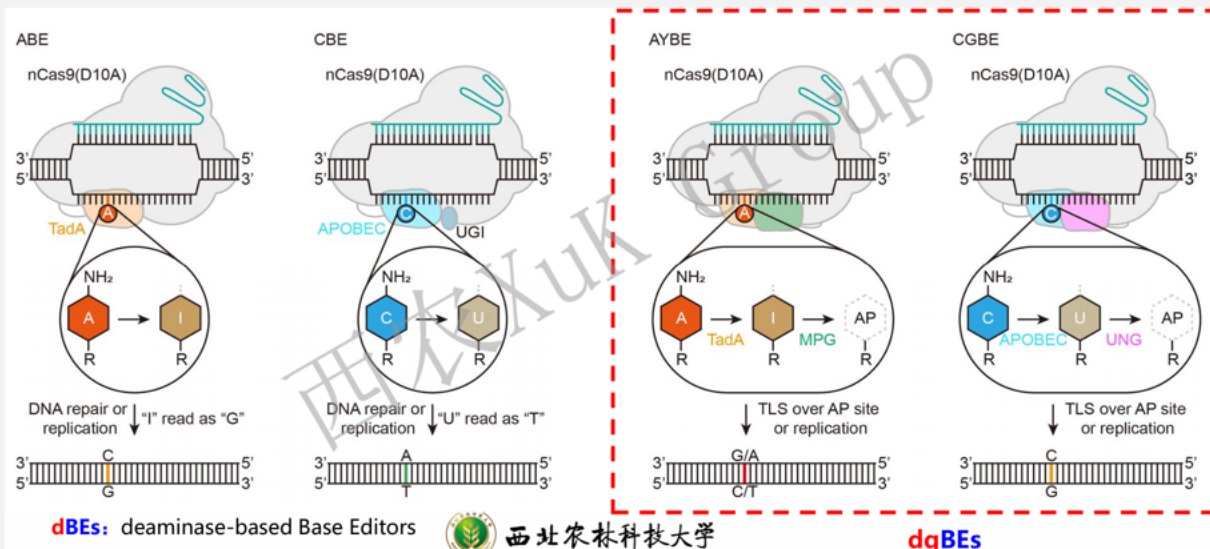 ABE
nCas9(D10A)
3' 5'
5' 3'
A
TadA
NH₂
A I
R
DNA repair or replication
"I" read as "G"
C
3' 5'
5' 3'
G
CBE
nCas9(D10A)
3' 5'
5' 3'
C
APOBEC
UGI
NH₂
C U
R R
DNA repair or replication
"U" read as "T"
A
3' 5'
5' 3'
T
AYBE
nCas9(D10A)
3' 5'
5' 3'
A
NH₂
A I AP
TadA MPG
R R R
TLS over AP site
or replication
G/A
3' 5'
5' 3'
C/T
CGBE
nCas9(D10A)
3' 5'
5' 3'
C
NH₂
C U AP
APOBEC UNG
R R R
TLS over AP site
or replication
C
3' 5'
5' 3'
G
dBEs: deaminase-based Base Editors
西北农林科技大学
dgBEs
西农XuK Group